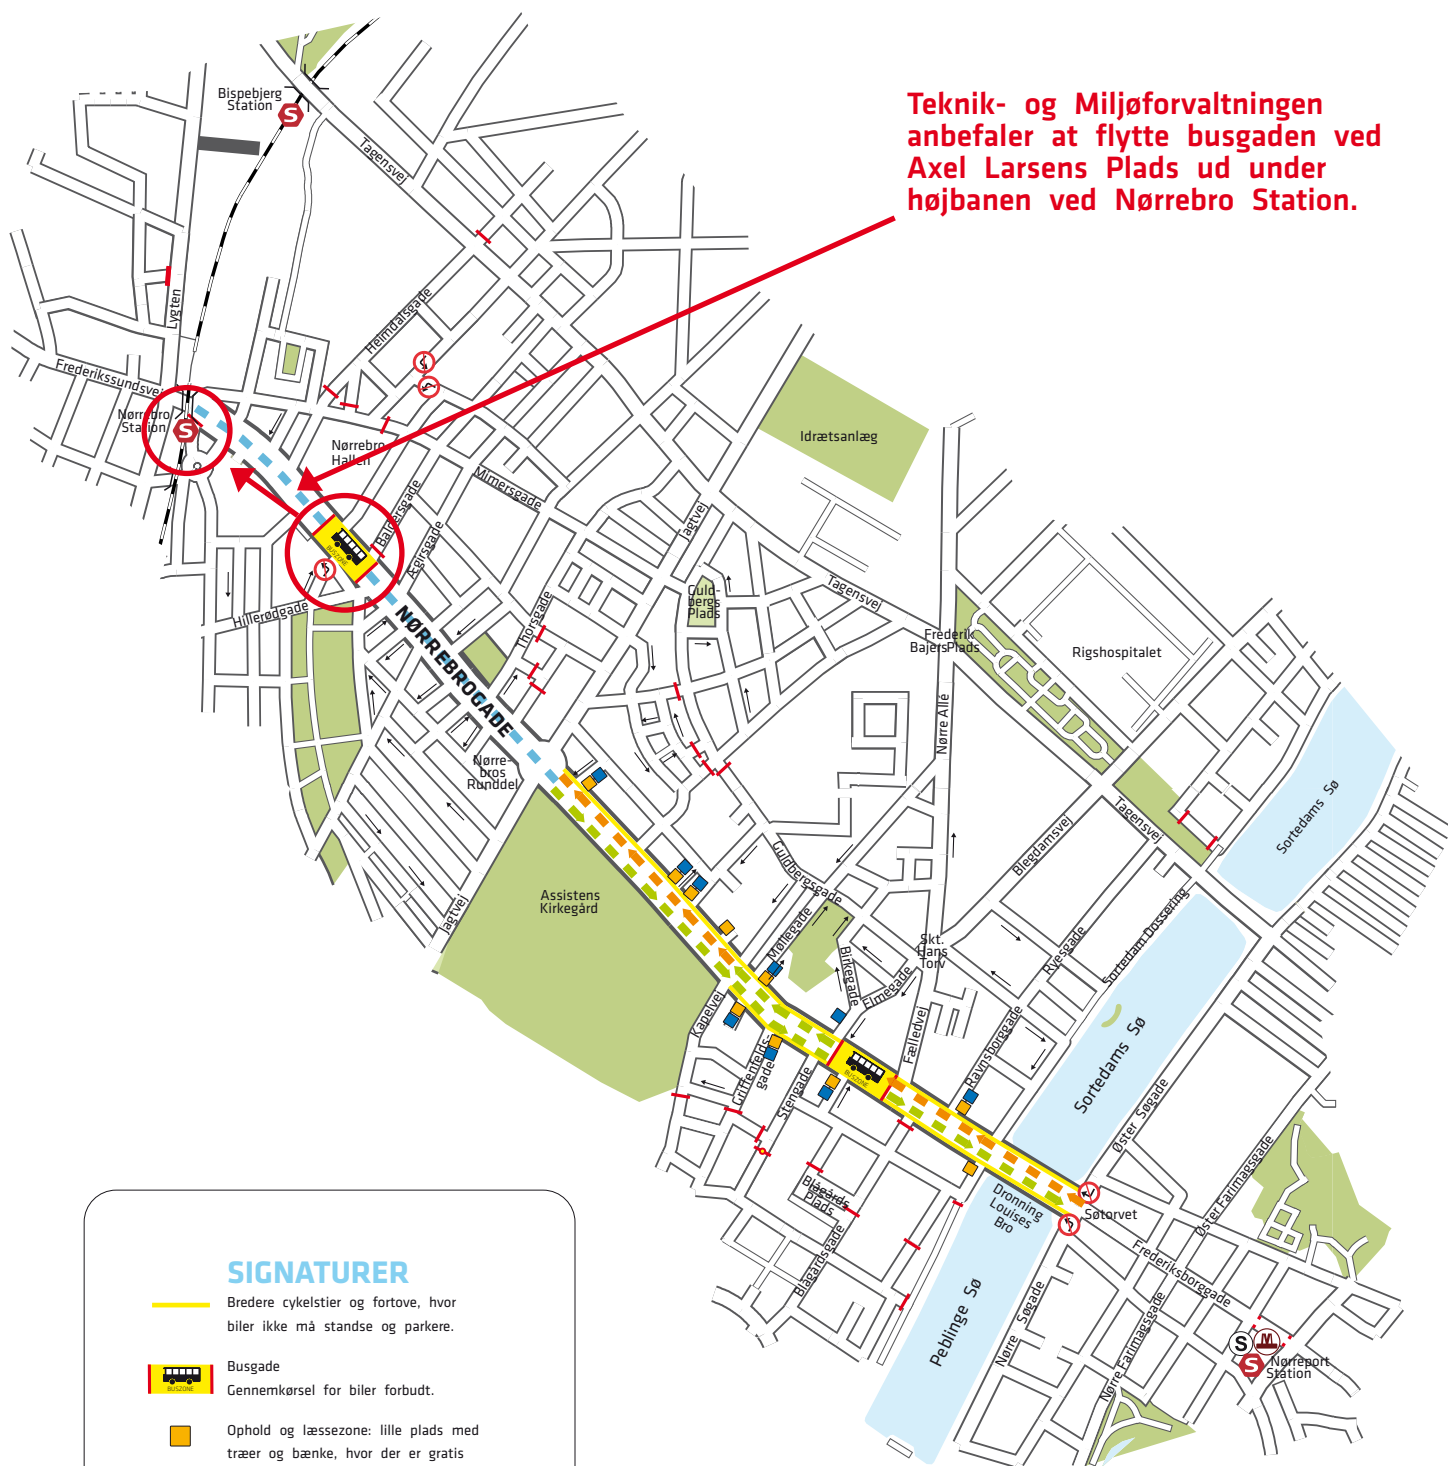 Teknik- og Miljøforvaltningen
anbefaler at flytte busgaden ved
Axel Larsens Plads ud under
højbanen ved Nørrebro Station.
Bispebjerg
Station
S
Tagensvej
Lygten
Heimdalsgade
Frederikssundsvej
Nørrebro
Station
S
Nørrebro
Hallen
Mimersgade
Idrætsanlæg
Baldersgade
Ægirsgade
BUSZONE
Jagtvej
Hillerødgade
NØRREBROGADE
Thorsgade
Guld-
bergs
Plads
Tagensvej
Frederik
Bajers Plads
Rigshospitalet
Nørre Allé
Nørre-
bros
Runddel
Sortedams Sø
Tagensvej
Blegdamsvej
Guldbergsgade
Assistens
Kirkegård
Jagtvej
Møllegade
Birkegade
Elmegade
Skt.
Hans
Torv
Ryesgade
Sortedam Dossering
Kapelvej
Griffenfelds-
gade
Stengade
BUSZONE
Fælledvej
Ravnsborggade
Sortedams Sø
Øster Søgade
Øster Farimagsgade
Blågårds
Plads
Blågårdsgade
Dronning
Louises
Bro
Søtorvet
Frederiksborggade
Peblinge Sø
Nørre Søgade
Nørre Farimagsgade
S
M
S
Nørreport
Station
SIGNATURER
Bredere cykelstier og fortove, hvor
biler ikke må standse og parkere.
BUSZONE
Busgade
Gennemkørsel for biler forbudt.
Ophold og læssezone: lille plads med
træer og bænke, hvor der er gratis